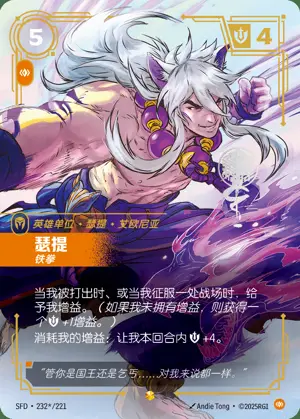 5
4
英雄单位・瑟提・艾欧尼亚
瑟提
铁拳
当我被打出时、或当我征服一处战场时，给
予我增益。（如果我未拥有增益，则获得一
个 +1增益。）
消耗我的增益：让我本回合内 +4。
“管你是国王还是乞丐……对我来说都一样。”
SFD・232*/221
Andie Tong・©2025RGI